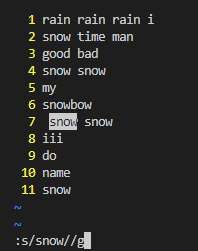 1 rain rain rain i
2 snow time man
3 good bad
4 snow snow
5 my
6 snowbow
7  snow snow
8 iii
9 do
10 name
11 snow
~
~
:s/snow//g